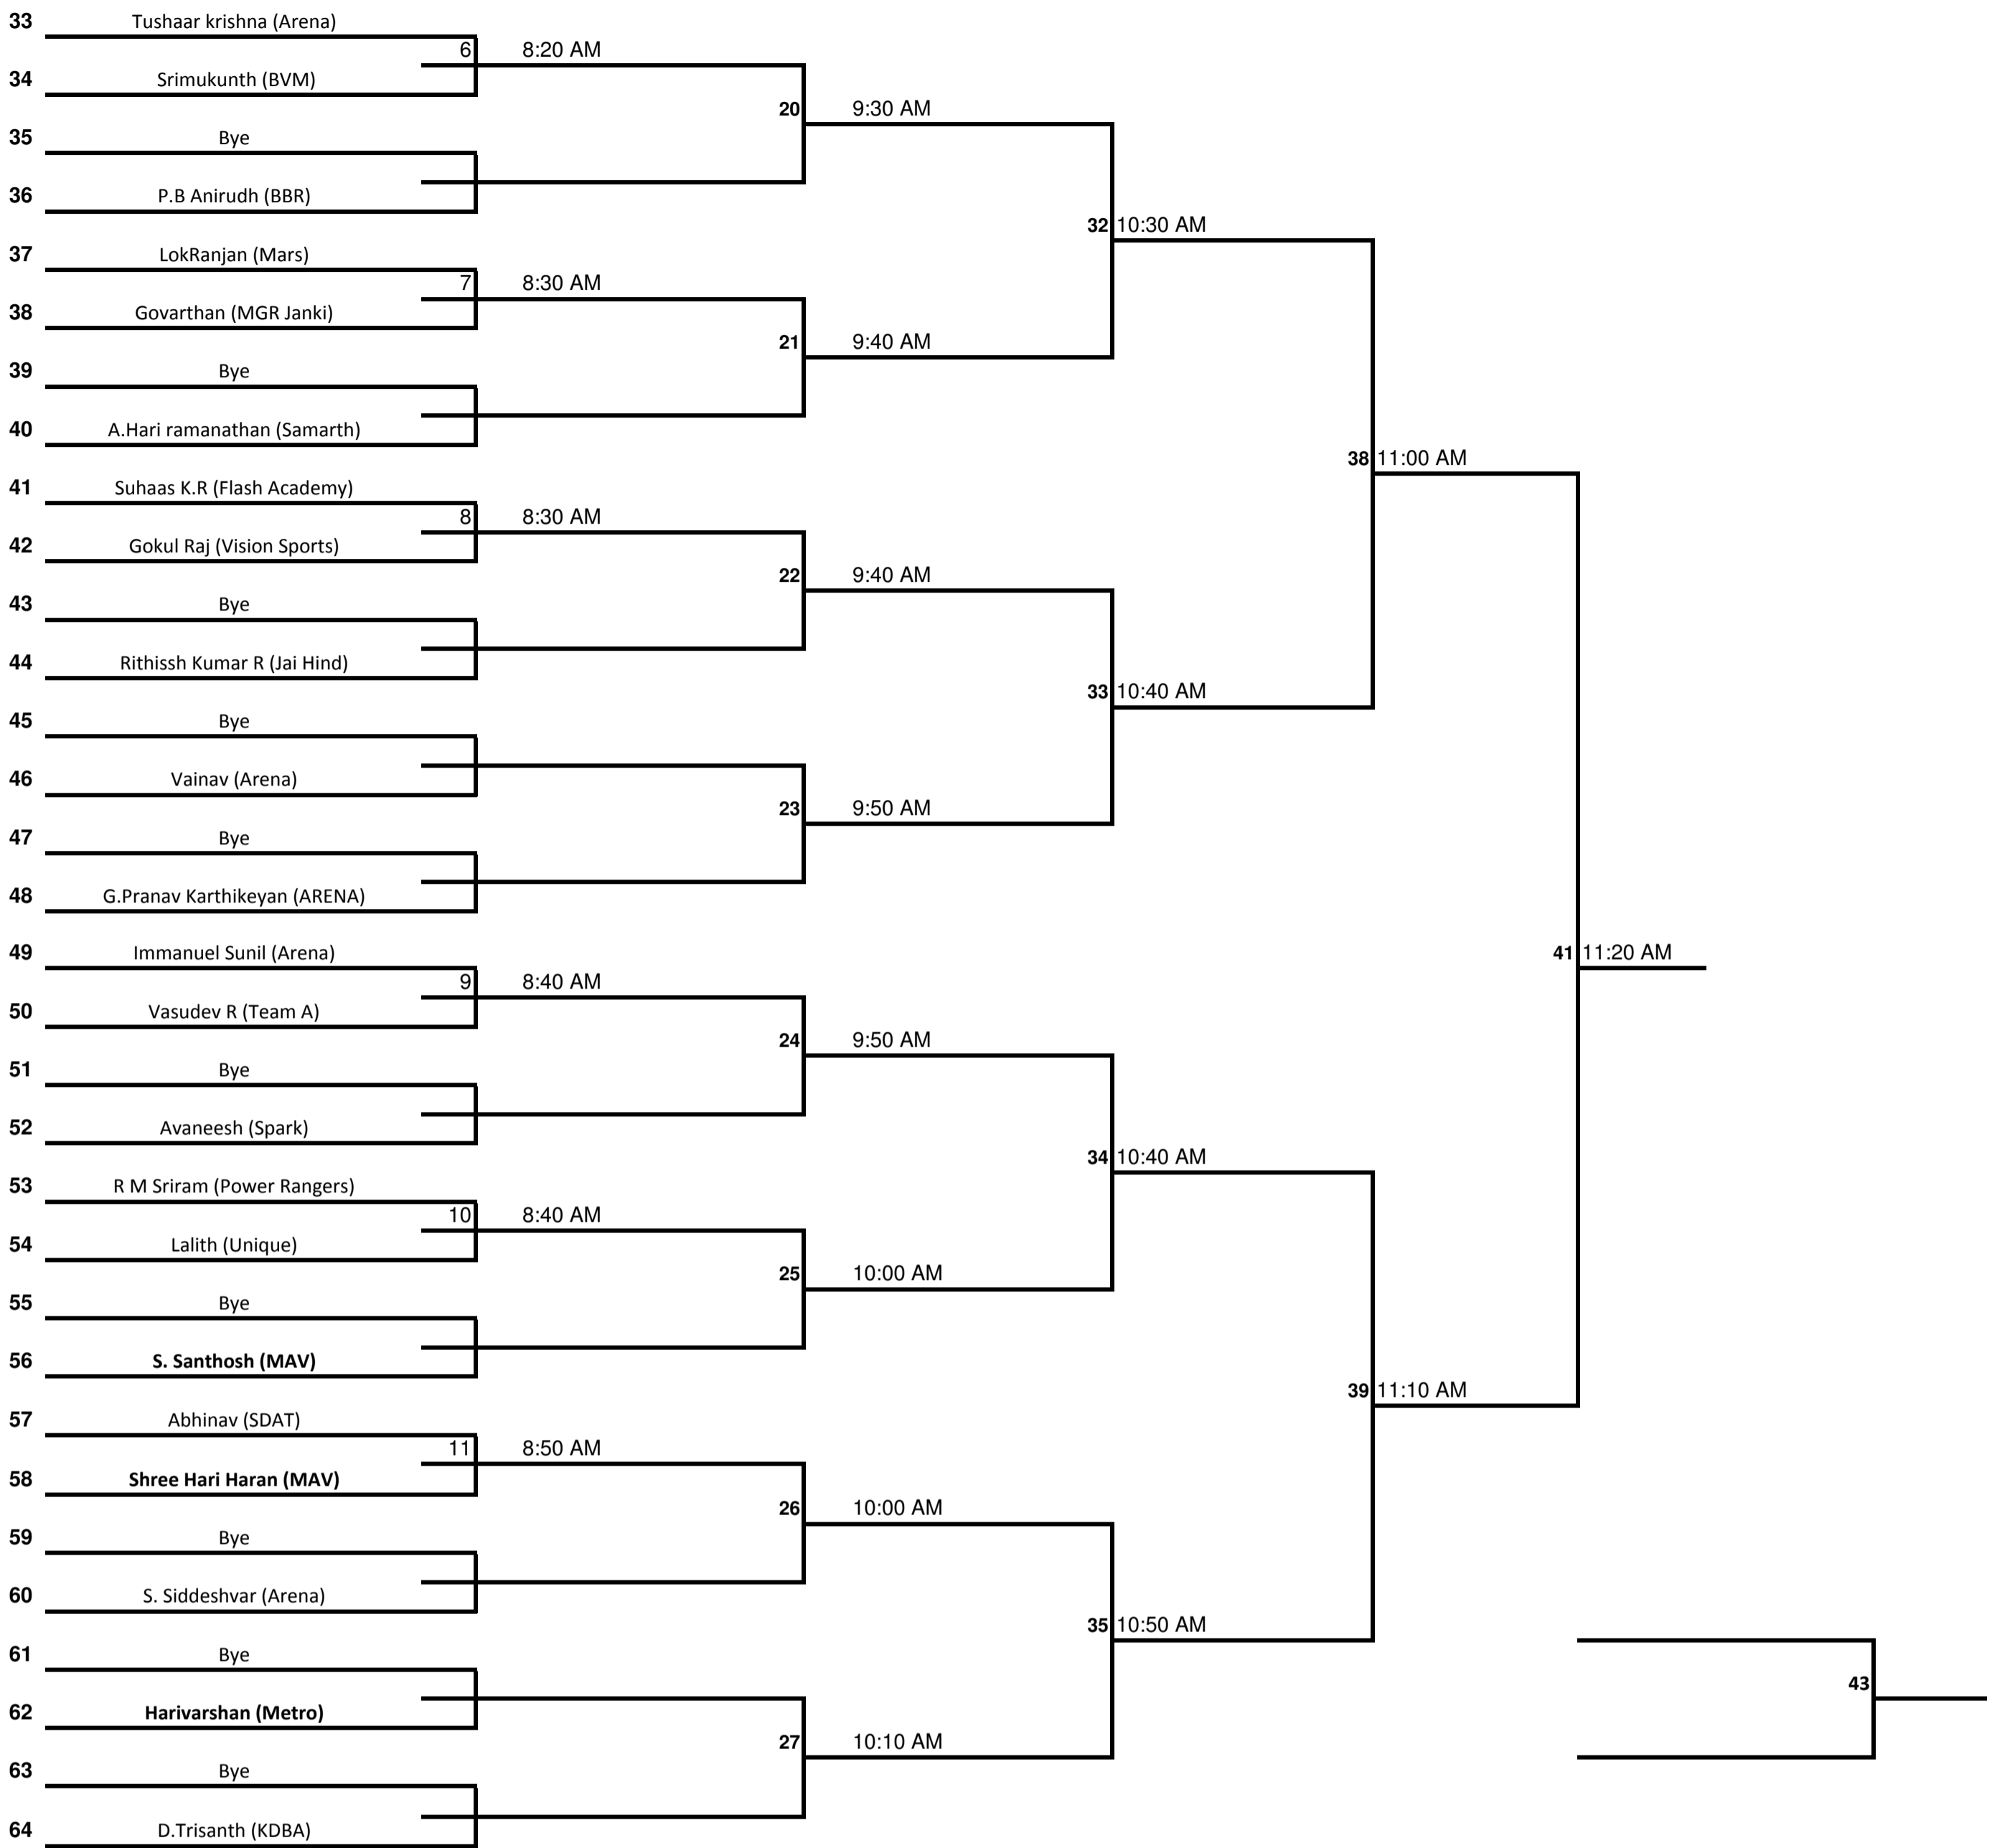 33 Tushaar krishna (Arena)
6 8:20 AM
34 Srimukunth (BVM)
20 9:30 AM
35 Bye
36 P.B Anirudh (BBR)
32 10:30 AM
37 LokRanjan (Mars)
7 8:30 AM
38 Govarthan (MGR Janki)
21 9:40 AM
39 Bye
40 A.Hari ramanathan (Samarth)
38 11:00 AM
41 Suhaas K.R (Flash Academy)
8 8:30 AM
42 Gokul Raj (Vision Sports)
22 9:40 AM
43 Bye
44 Rithissh Kumar R (Jai Hind)
33 10:40 AM
45 Bye
46 Vainav (Arena)
23 9:50 AM
47 Bye
48 G.Pranav Karthikeyan (ARENA)
49 Immanuel Sunil (Arena)
41 11:20 AM
9 8:40 AM
50 Vasudev R (Team A)
24 9:50 AM
51 Bye
52 Avaneesh (Spark)
34 10:40 AM
53 R M Sriram (Power Rangers)
10 8:40 AM
54 Lalith (Unique)
25 10:00 AM
55 Bye
56 S. Santhosh (MAV)
39 11:10 AM
57 Abhinav (SDAT)
11 8:50 AM
58 Shree Hari Haran (MAV)
26 10:00 AM
59 Bye
60 S. Siddeshvar (Arena)
35 10:50 AM
61 Bye
43
62 Harivarshan (Metro)
27 10:10 AM
63 Bye
64 D.Trisanth (KDBA)